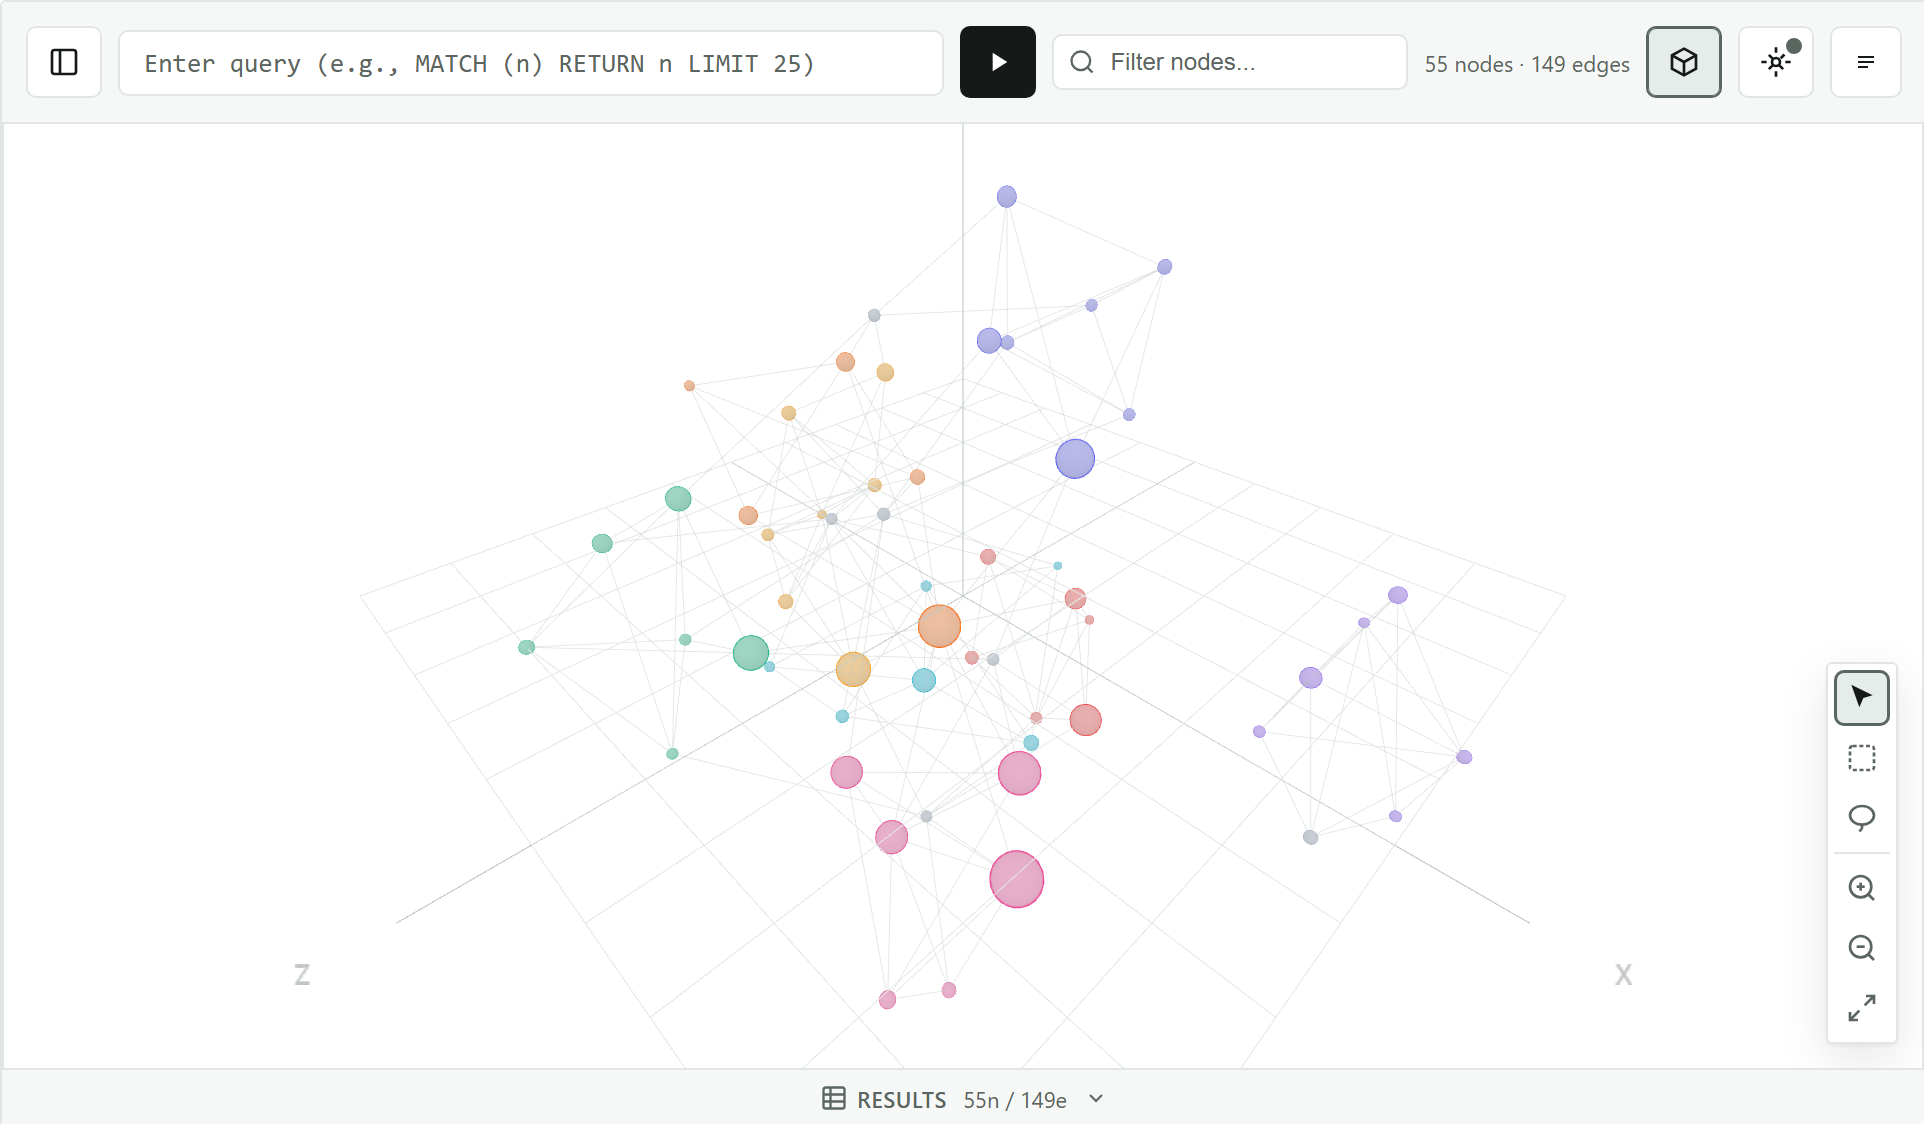 Enter query (e.g., MATCH (n) RETURN n LIMIT 25)
Filter nodes...
55 nodes · 149 edges
Z
X
RESULTS 55n / 149e